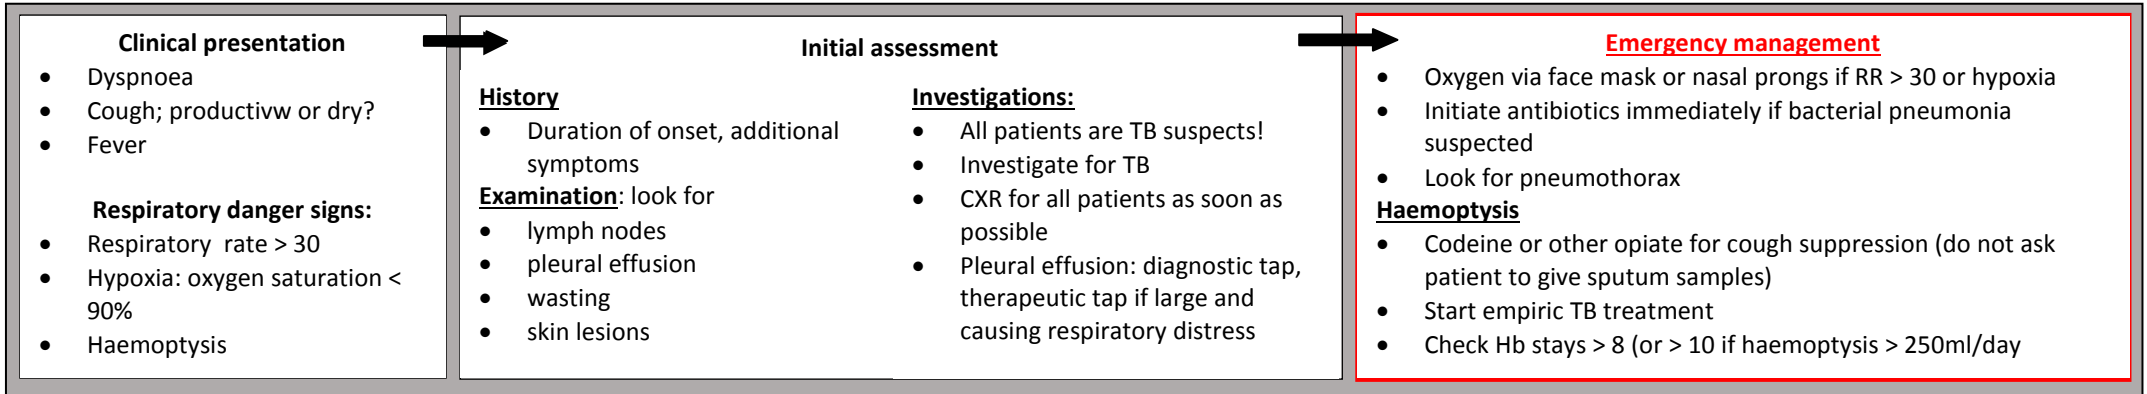 Clinical presentation
• Dyspnoea
• Cough; productivw or dry?
• Fever
Respiratory danger signs:
• Respiratory rate > 30
• Hypoxia: oxygen saturation <
90%
• Haemoptysis
Initial assessment
History
• Duration of onset, additional
symptoms
Examination: look for
• lymph nodes
• pleural effusion
• wasting
• skin lesions
Investigations:
• All patients are TB suspects!
• Investigate for TB
• CXR for all patients as soon as
possible
• Pleural effusion: diagnostic tap,
therapeutic tap if large and
causing respiratory distress
Emergency management
• Oxygen via face mask or nasal prongs if RR > 30 or hypoxia
• Initiate antibiotics immediately if bacterial pneumonia
suspected
• Look for pneumothorax
Haemoptysis
• Codeine or other opiate for cough suppression (do not ask
patient to give sputum samples)
• Start empiric TB treatment
• Check Hb stays > 8 (or > 10 if haemoptysis > 250ml/day